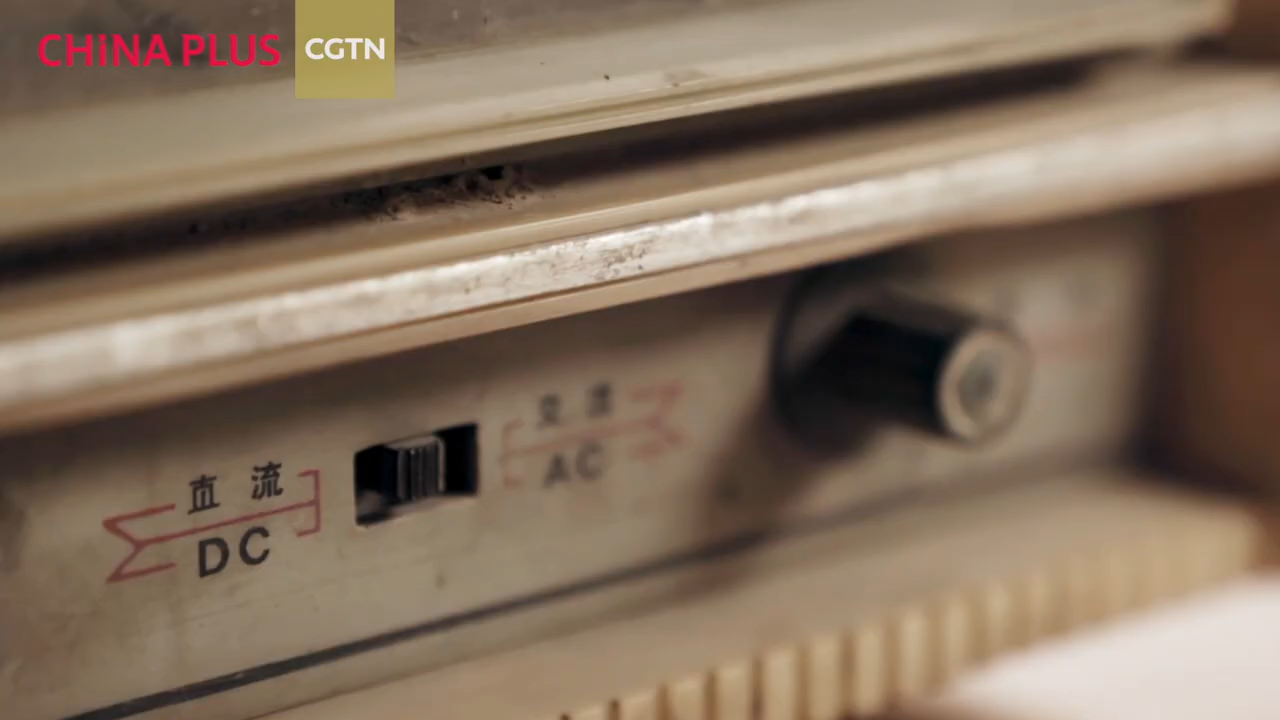 CHINA PLUS
CGTN
直流
DC
交流
AC